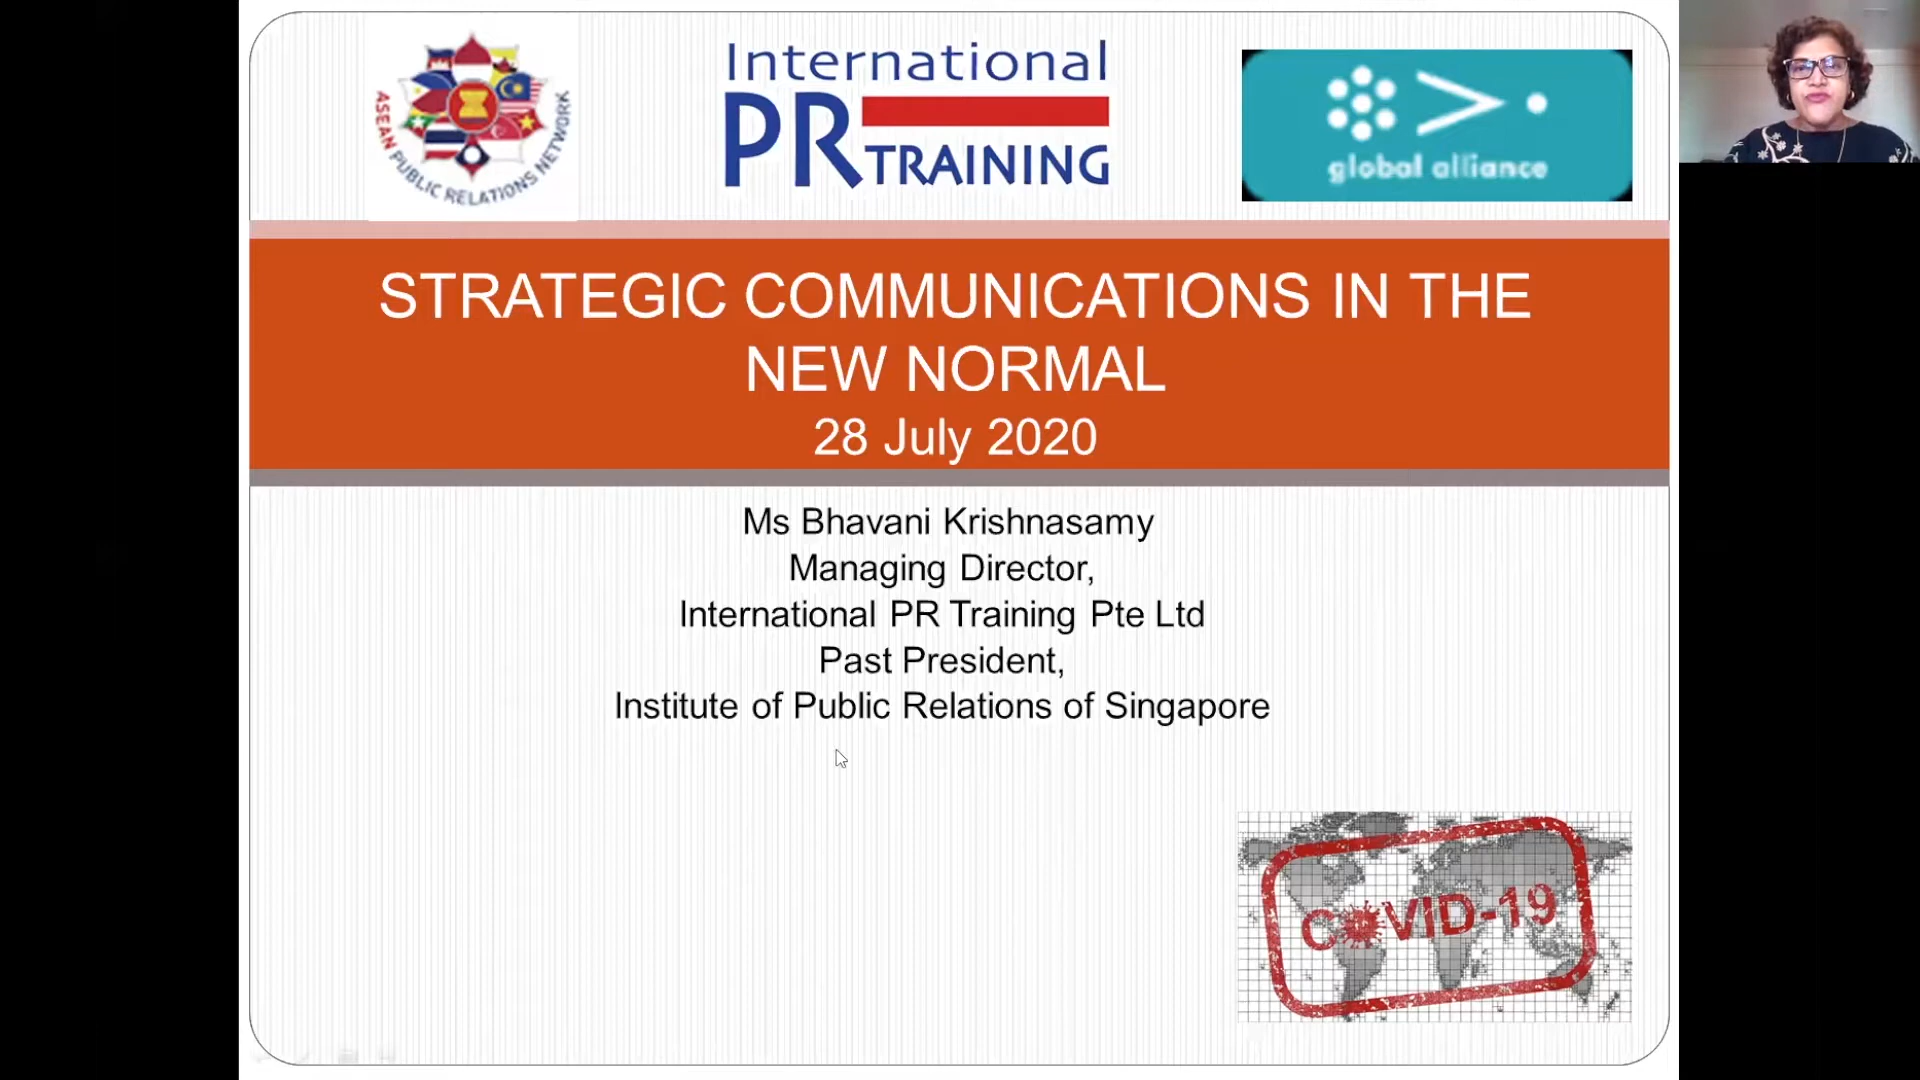 ASEAN PUBLIC RELATIONS NETWORK
International
PR TRAINING
global alliance
STRATEGIC COMMUNICATIONS IN THE
NEW NORMAL
28 July 2020
Ms Bhavani Krishnasamy
Managing Director,
International PR Training Pte Ltd
Past President,
Institute of Public Relations of Singapore
COVID-19